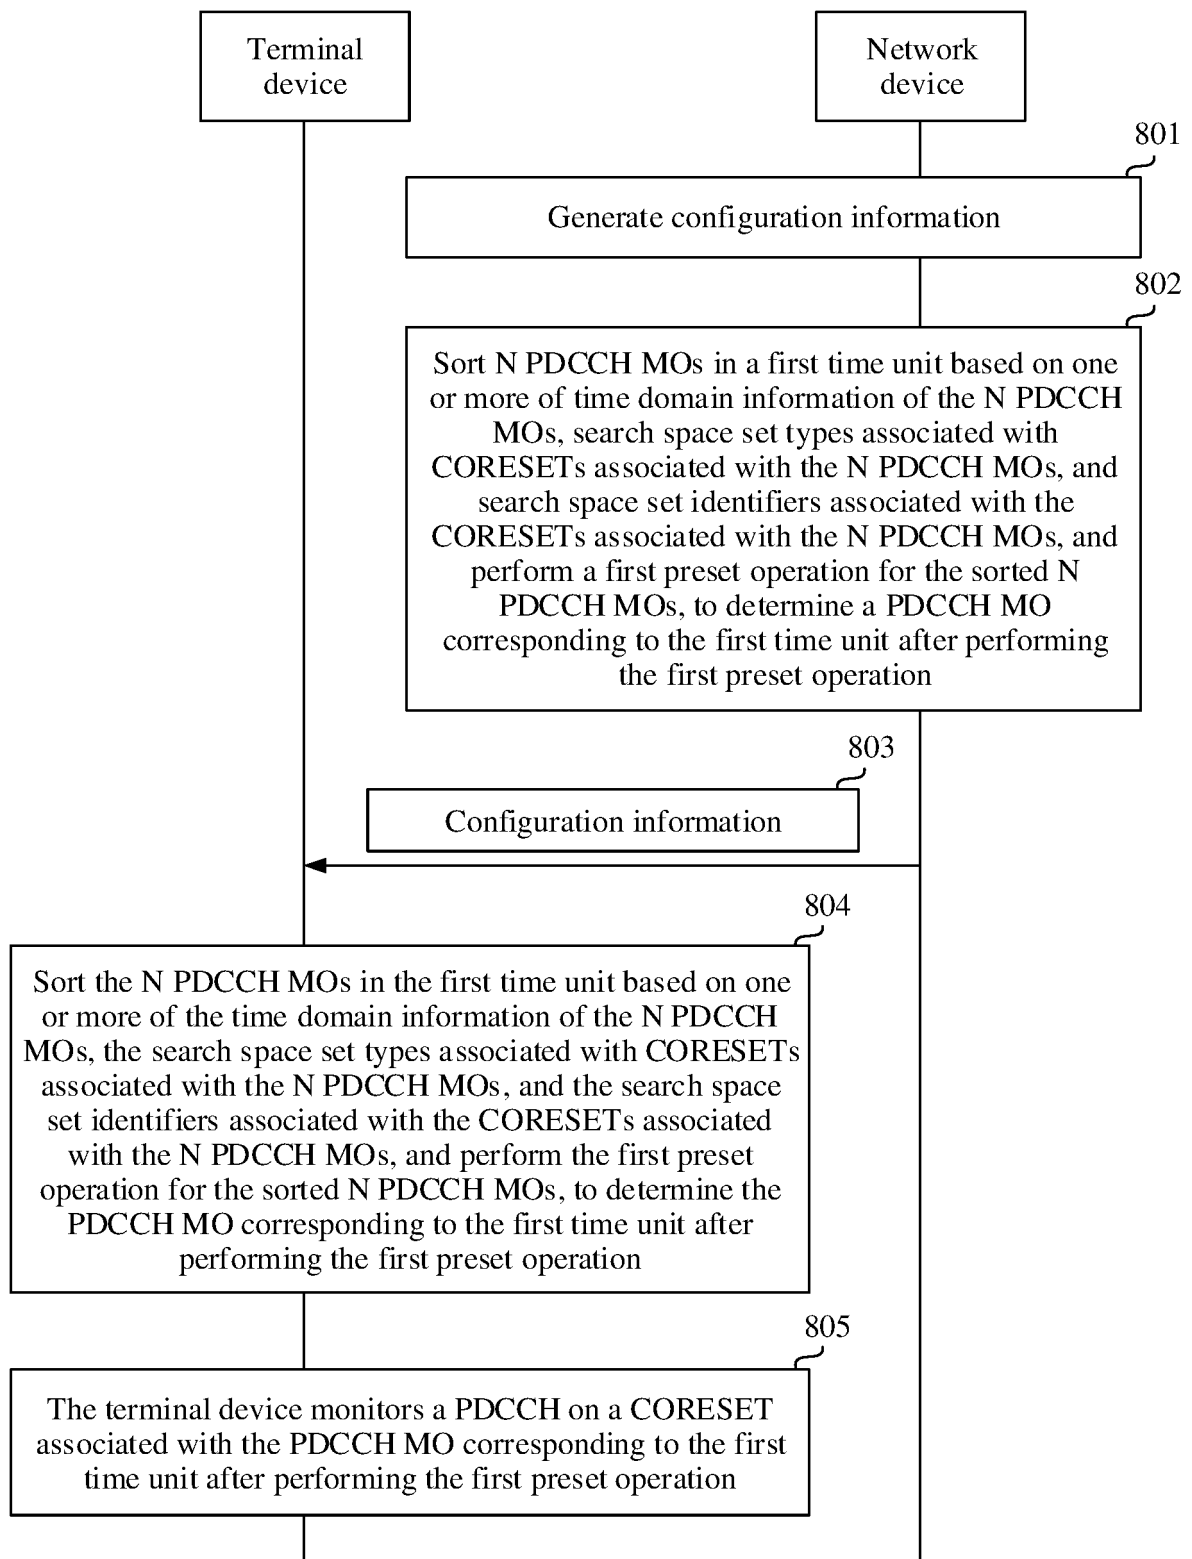 Terminal
device
Network
device
801
Generate configuration information
802
Sort N PDCCH MOs in a first time unit based on one
or more of time domain information of the N PDCCH
MOs, search space set types associated with
CORESETs associated with the N PDCCH MOs, and
search space set identifiers associated with the
CORESETs associated with the N PDCCH MOs, and
perform a first preset operation for the sorted N
PDCCH MOs, to determine a PDCCH MO
corresponding to the first time unit after performing
the first preset operation
803
Configuration information
804
Sort the N PDCCH MOs in the first time unit based on one
or more of the time domain information of the N PDCCH
MOs, the search space set types associated with CORESETs
associated with the N PDCCH MOs, and the search space
set identifiers associated with the CORESETs associated
with the N PDCCH MOs, and perform the first preset
operation for the sorted N PDCCH MOs, to determine the
PDCCH MO corresponding to the first time unit after
performing the first preset operation
805
The terminal device monitors a PDCCH on a CORESET
associated with the PDCCH MO corresponding to the first
time unit after performing the first preset operation